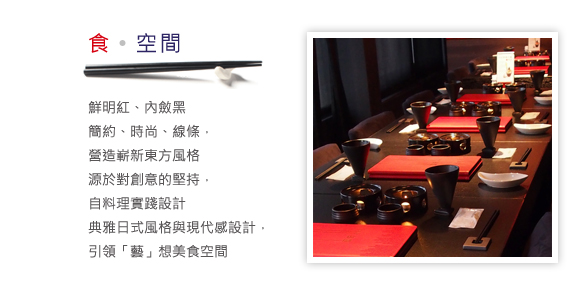 食•空間
鮮明紅、內斂黑
簡約、時尚、線條，
營造嶄新東方風格
源於對創意的堅持，
自料理實踐設計
典雅日式風格與現代感設計，
引領「藝」想美食空間